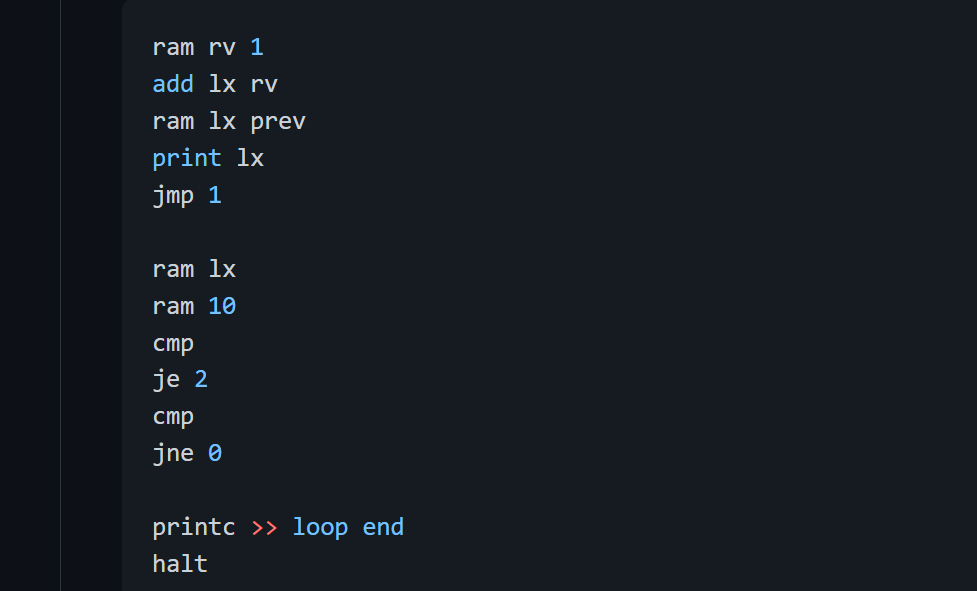 ram rv 1
add lx rv
ram lx prev
print lx
jmp 1
ram lx
ram 10
cmp
je 2
cmp
jne 0
printc >> loop end
halt